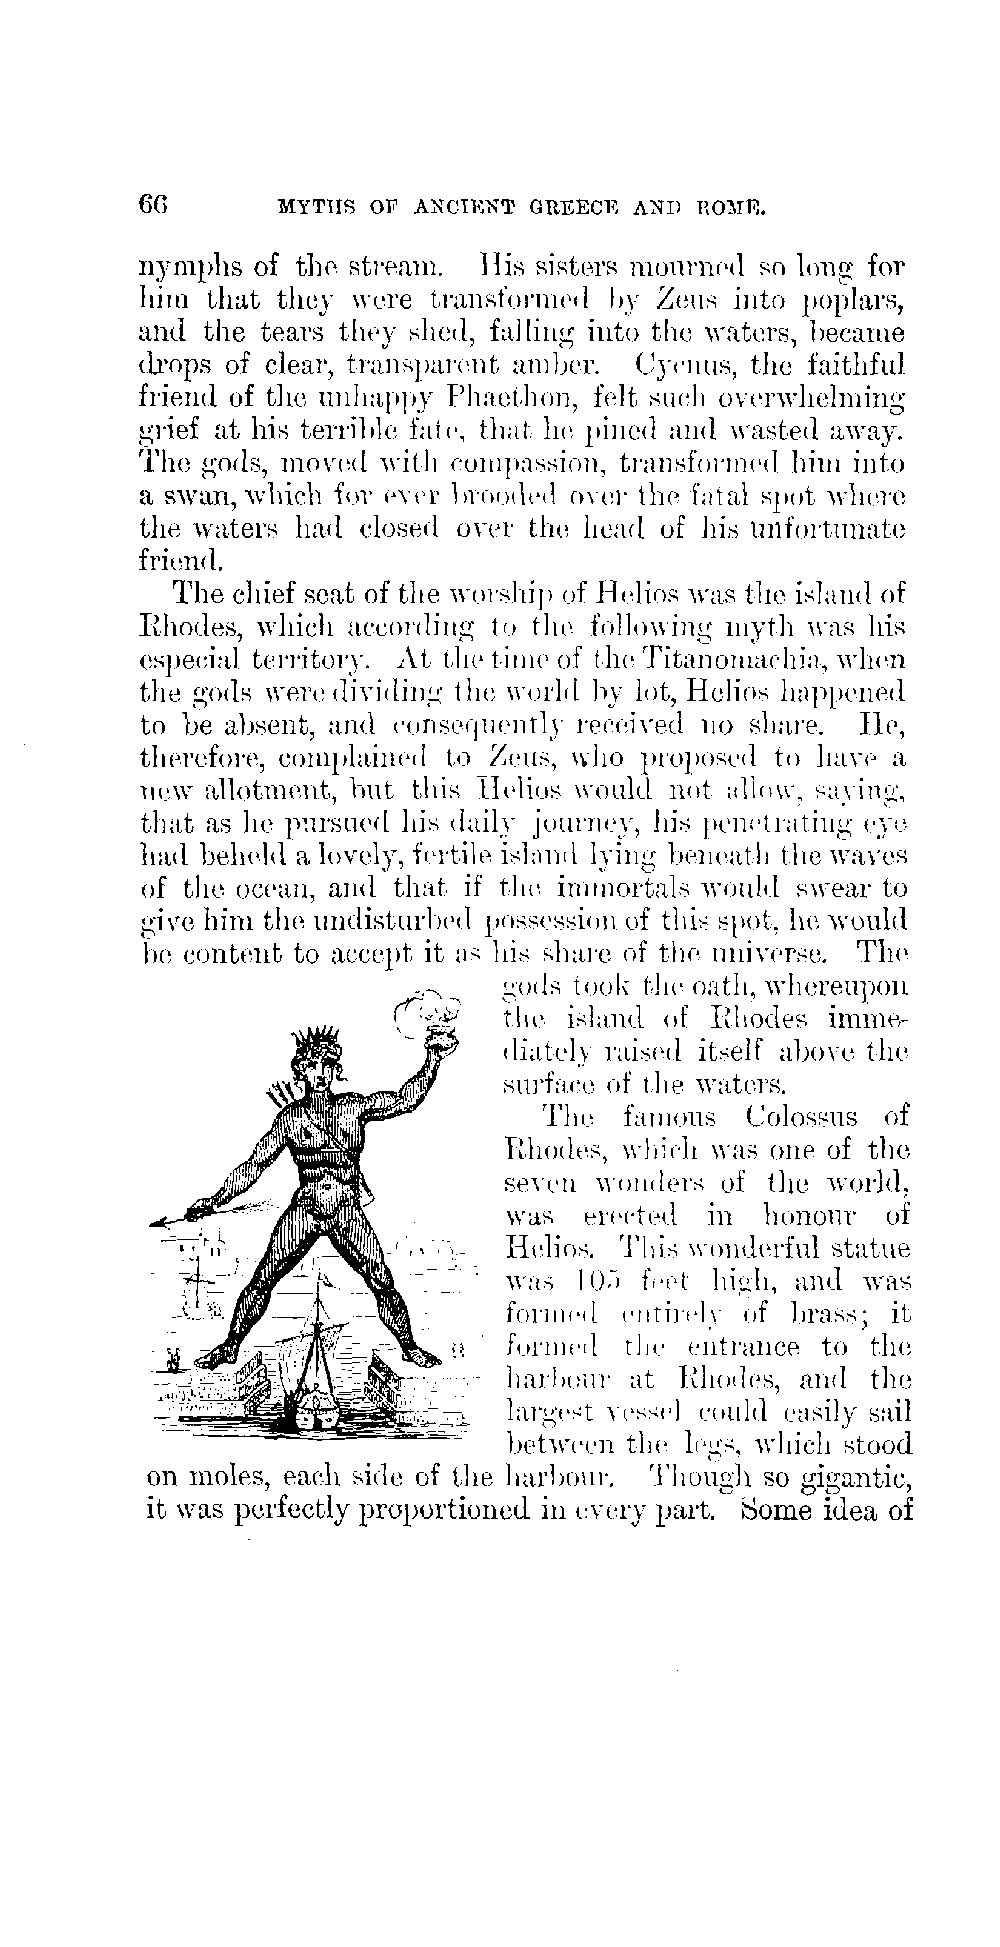 66 MYTHS OF ANCIENT GREECE AND ROME.
nymphs of the stream. His sisters mourned so long for
him that they were transformed by Zeus into poplars,
and the tears they shed, falling into the waters, became
drops of clear, transparent amber. Cycnus, the faithful
friend of the unhappy Phaethon, felt such overwhelming
grief at his terrible fate, that he pined and wasted away.
The gods, moved with compassion, transformed him into
a swan, which for ever brooded over the fatal spot where
the waters had closed over the head of his unfortunate
friend.
The chief seat of the worship of Helios was the island of
Rhodes, which according to the following myth was his
especial territory. At the time of the Titanomachia, when
the gods were dividing the world by lot, Helios happened
to be absent, and consequently received no share. He,
therefore, complained to Zeus, who proposed to have a
new allotment, but this Helios would not allow, saying,
that as he pursued his daily journey, his penetrating eye
had beheld a lovely, fertile island lying beneath the waves
of the ocean, and that if the immortals would swear to
give him the undisturbed possession of this spot, he would
be content to accept it as his share of the universe. The
gods took the oath, whereupon
the island of Rhodes imme-
diately raised itself above the
surface of the waters.
The famous Colossus of
Rhodes, which was one of the
seven wonders of the world,
was erected in honour of
Helios. This wonderful statue
was 105 feet high, and was
formed entirely of brass; it
formed the entrance to the
harbour at Rhodes, and the
largest vessel could easily sail
between the legs, which stood
on moles, each side of the harbour. Though so gigantic,
it was perfectly proportioned in every part. Some idea of